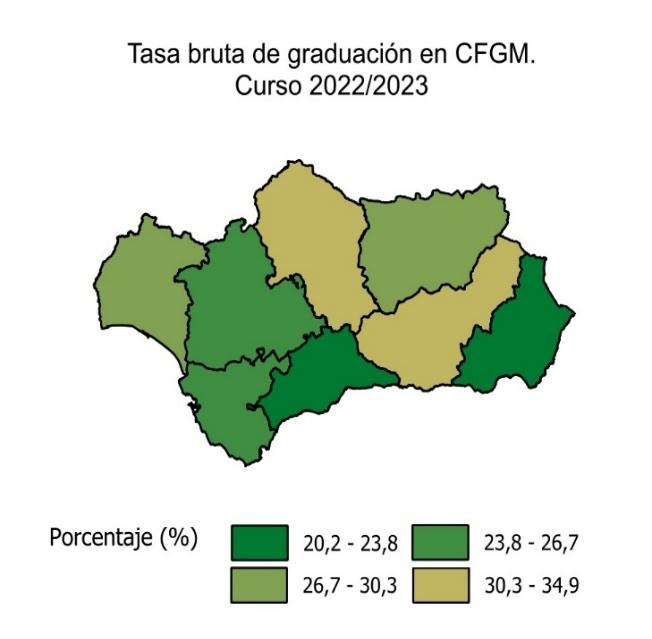 Tasa bruta de graduación en CFGM.
Curso 2022/2023
Porcentaje (%)
20,2 - 23,8
23,8 - 26,7
26,7 - 30,3
30,3 - 34,9